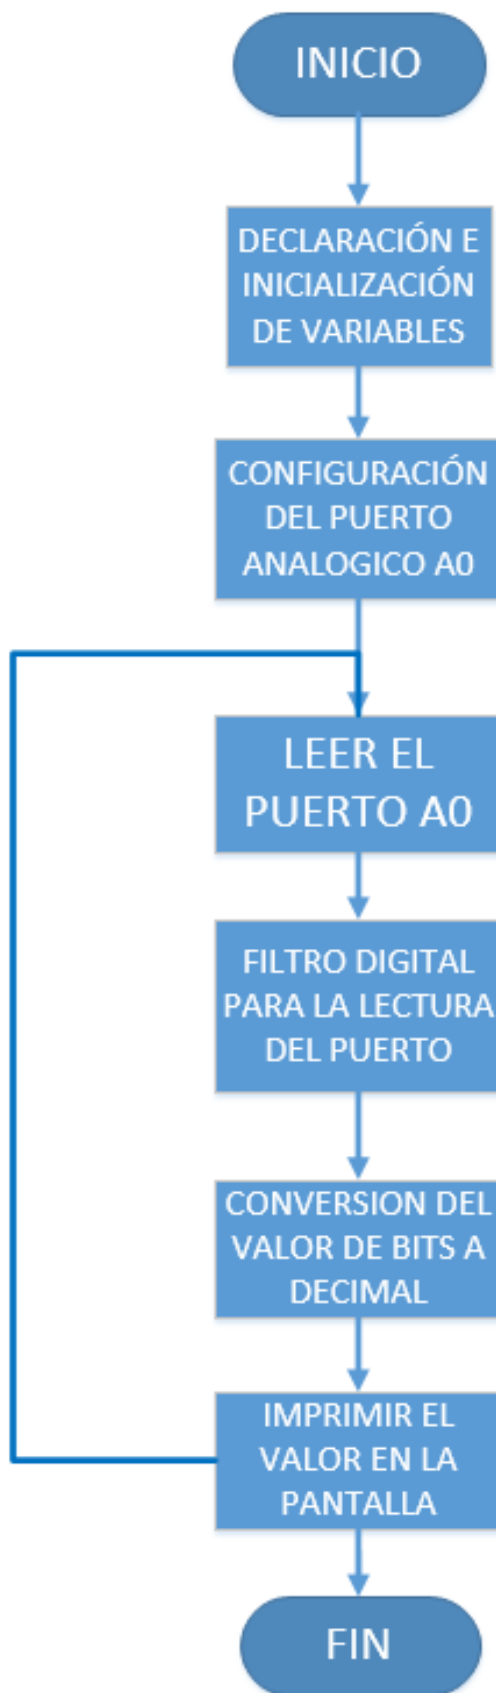 INICIO
DECLARACIÓN E
INICIALIZACIÓN
DE VARIABLES
CONFIGURACIÓN
DEL PUERTO
ANALOGICO A0
LEER EL
PUERTO A0
FILTRO DIGITAL
PARA LA LECTURA
DEL PUERTO
CONVERSION DEL
VALOR DE BITS A
DECIMAL
IMPRIMIR EL
VALOR EN LA
PANTALLA
FIN